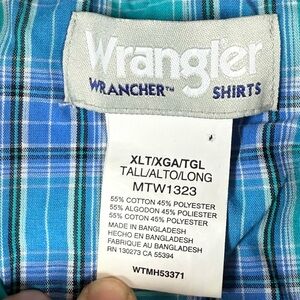 Wrangler
WRANCHER™ SHIRTS
XLT/XGA/TGL
TALL/ALTO/LONG
MTW1323
55% COTTON 45% POLYESTER
55% ALGODON 45% POLIESTER
55% COTON 45% POLYESTER
MADE IN BANGLADESH
HECHO EN BANGLADESH
FABRIQUE AU BANGLADESH
RN 130273 CA 55394
WTMH53371